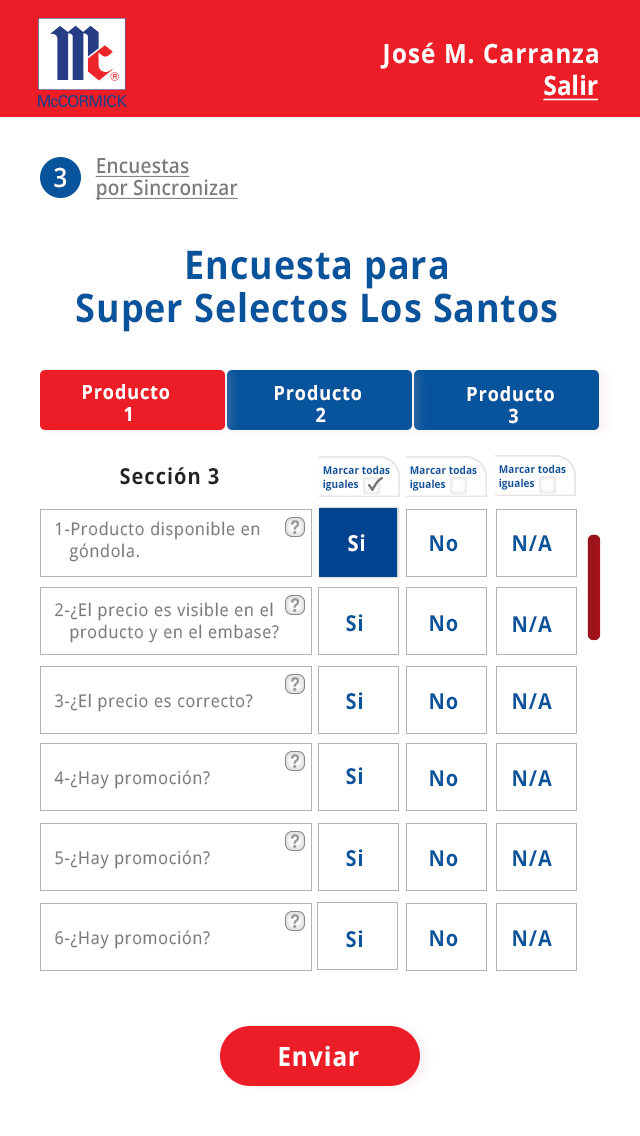 Mc ®
McCORMICK
José M. Carranza
Salir
3
Encuestas
por Sincronizar
Encuesta para
Super Selectos Los Santos
Producto
1
Producto
2
Producto
3
Sección 3
Marcar todas
iguales
Marcar todas
iguales
Marcar todas
iguales
1-Producto disponible en
góndola.
?
Si
No
N/A
2-¿El precio es visible en el
producto y en el embase?
?
Si
No
N/A
3-¿El precio es correcto?
?
Si
No
N/A
4-¿Hay promoción?
?
Si
No
N/A
5-¿Hay promoción?
?
Si
No
N/A
6-¿Hay promoción?
?
Si
No
N/A
Enviar